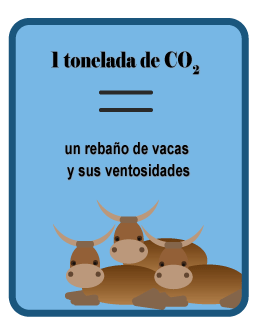 1 tonelada de CO₂
=
un rebaño de vacas
y sus ventosidades